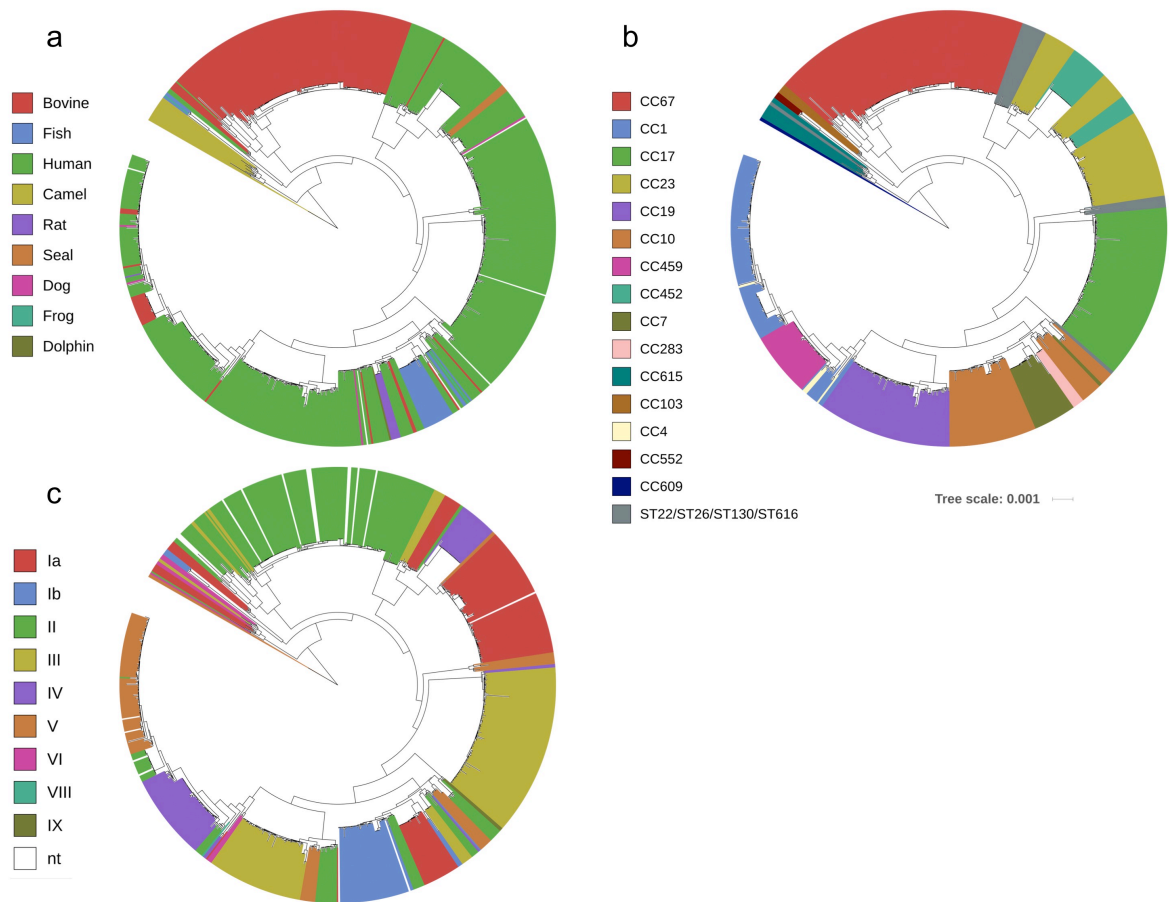 a
Bovine
Fish
Human
Camel
Rat
Seal
Dog
Frog
Dolphin
b
CC67
CC1
CC17
CC23
CC19
CC10
CC459
CC452
CC7
CC283
CC615
CC103
CC4
CC552
CC609
ST22/ST26/ST130/ST616
Tree scale: 0.001
c
Ia
Ib
II
III
IV
V
VI
VIII
IX
nt